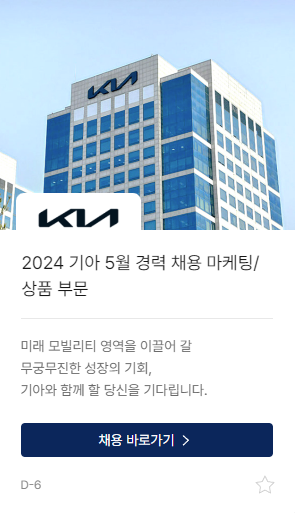 KIA
KIA
2024 기아 5월 경력 채용 마케팅/
상품 부문
미래 모빌리티 영역을 이끌어 갈
무궁무진한 성장의 기회,
기아와 함께 할 당신을 기다립니다.
채용 바로가기 >
D-6